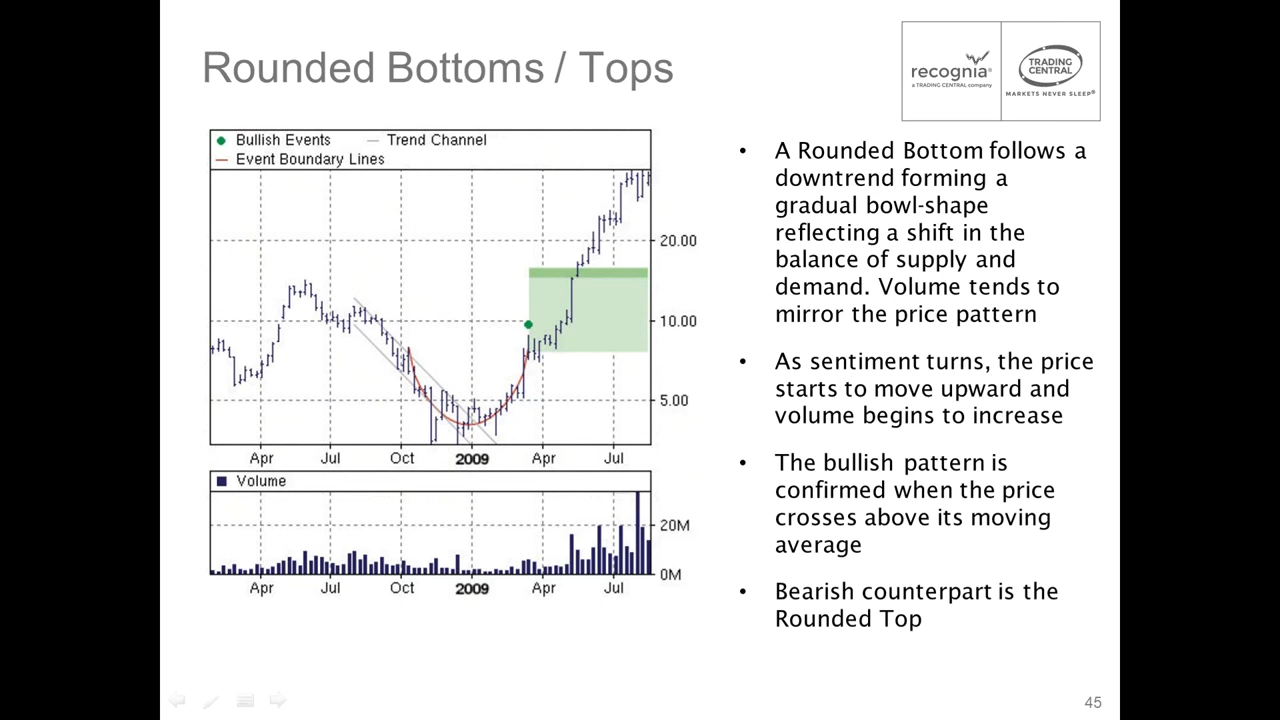 Rounded Bottoms / Tops
recognia®
a TRADING CENTRAL company
TRADING
CENTRAL
MARKETS NEVER SLEEP®
Bullish Events
Trend Channel
Event Boundary Lines
20.00
10.00
5.00
Apr Jul Oct 2009 Apr Jul
Volume
20M
0M
Apr Jul Oct 2009 Apr Jul
• A Rounded Bottom follows a
downtrend forming a
gradual bowl-shape
reflecting a shift in the
balance of supply and
demand. Volume tends to
mirror the price pattern
• As sentiment turns, the price
starts to move upward and
volume begins to increase
• The bullish pattern is
confirmed when the price
crosses above its moving
average
• Bearish counterpart is the
Rounded Top
45